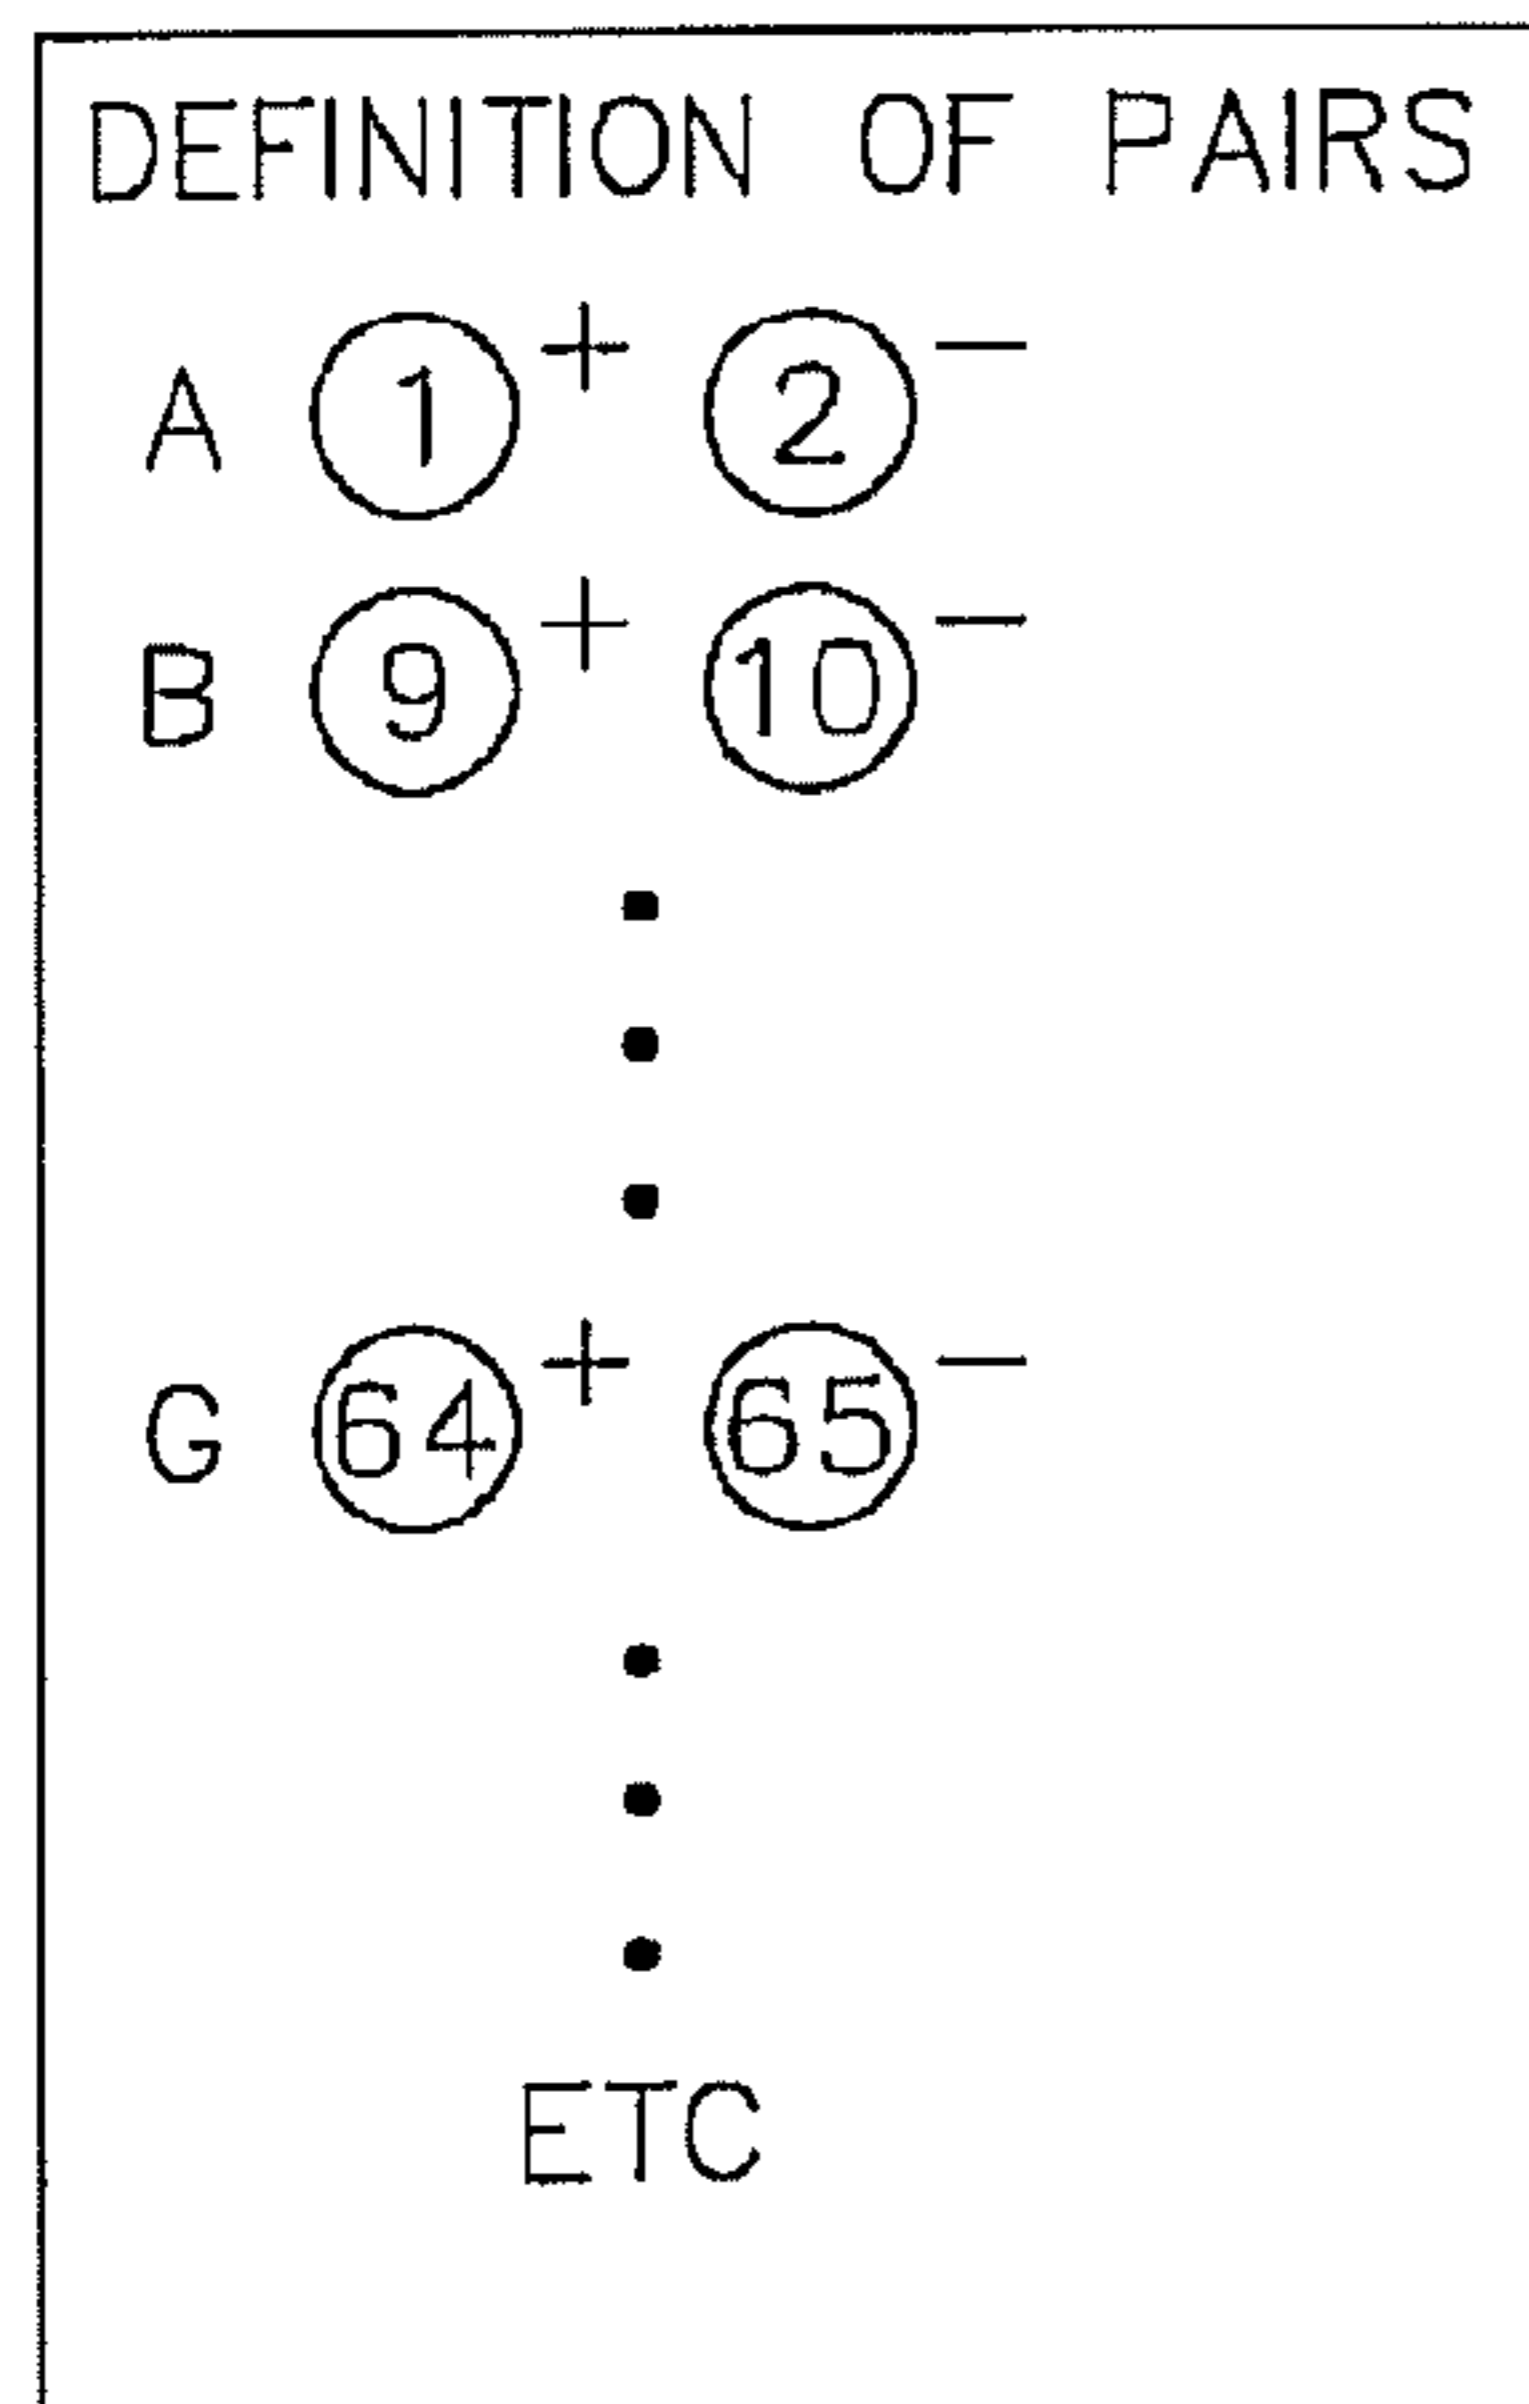 DEFINITION OF PAIRS
A 1 + 2 −
B 9 + 10 −
G 64 + 65 −
ETC